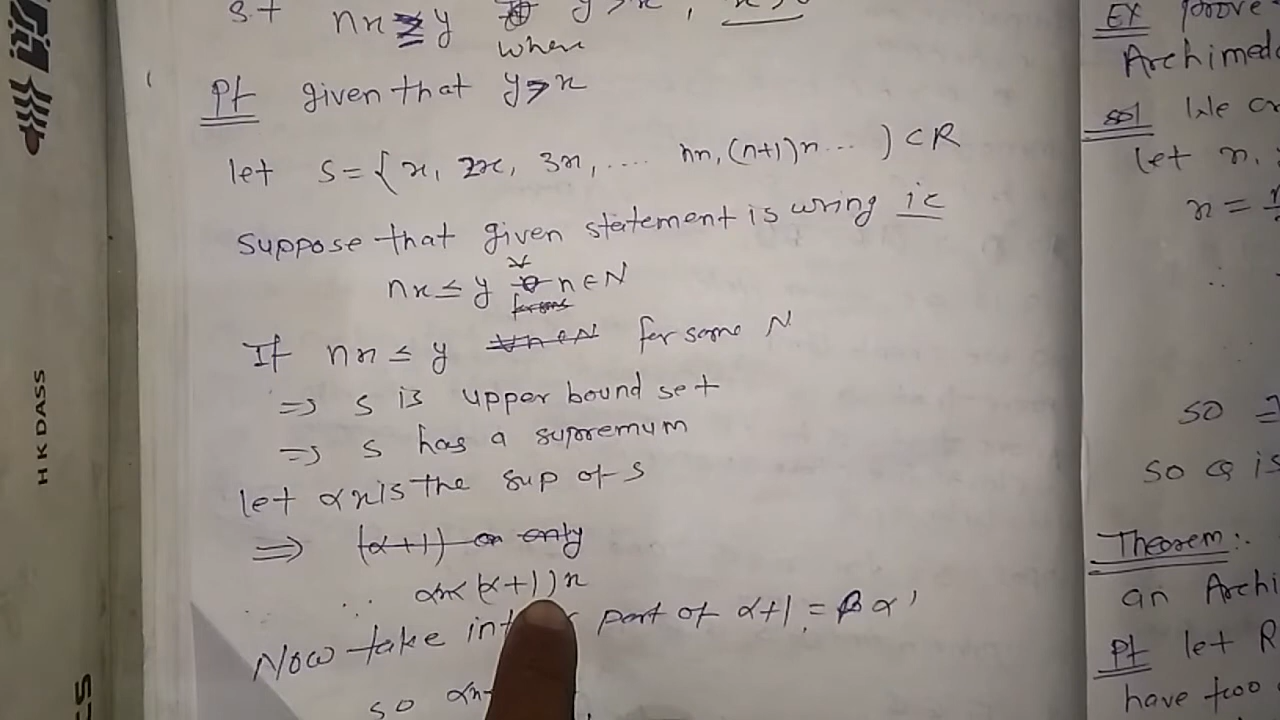 s.t nx ≥ y y > x,
when
Pf given that y > x
let S = { x, 2x, 3x, .... nx, (n+1)x ... } ⊂ R
suppose that given statement is wring ie
nx ≤ y ∀ n ∈ N
If nx ≤ y for some N
⇒ S is upper bound set
⇒ S has a supremum
let αx is the sup of S
⇒ (α+1) or only
∴ αx < (α+1)x
Now take part of α+1 = α'
so αx
Ex prove
Archimed
sol We
let x,
x =
∴
so ∃
so Q is
Theorem:.
an Archi
Pf let R
have two
H K DASS